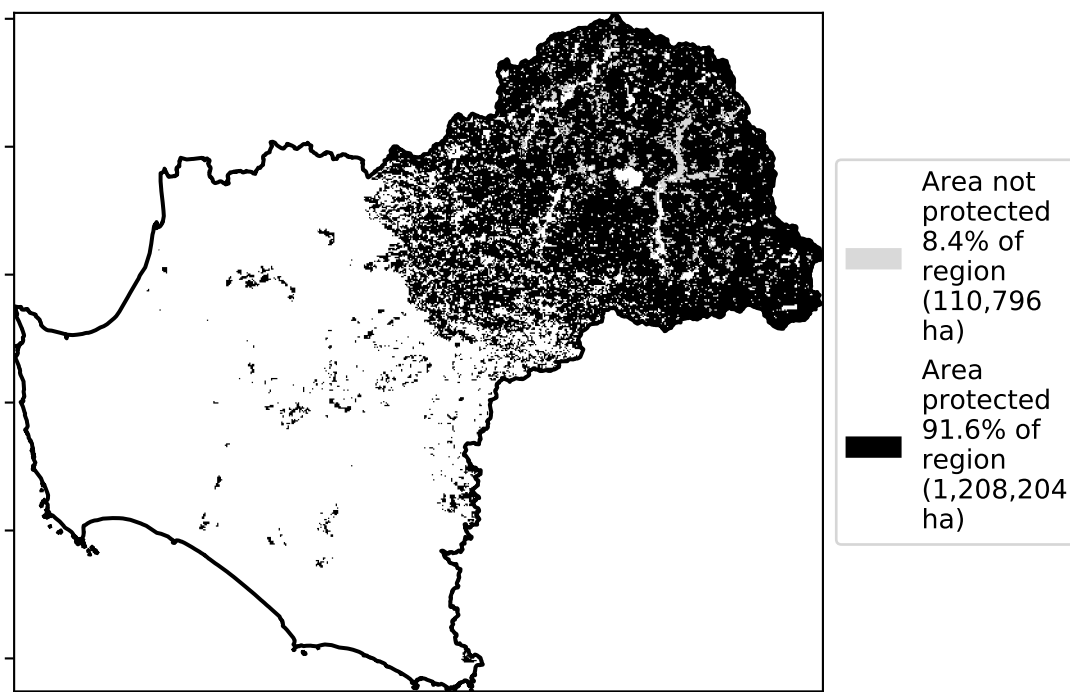 Area not
protected
8.4% of
region
(110,796
ha)
Area
protected
91.6% of
region
(1,208,204
ha)